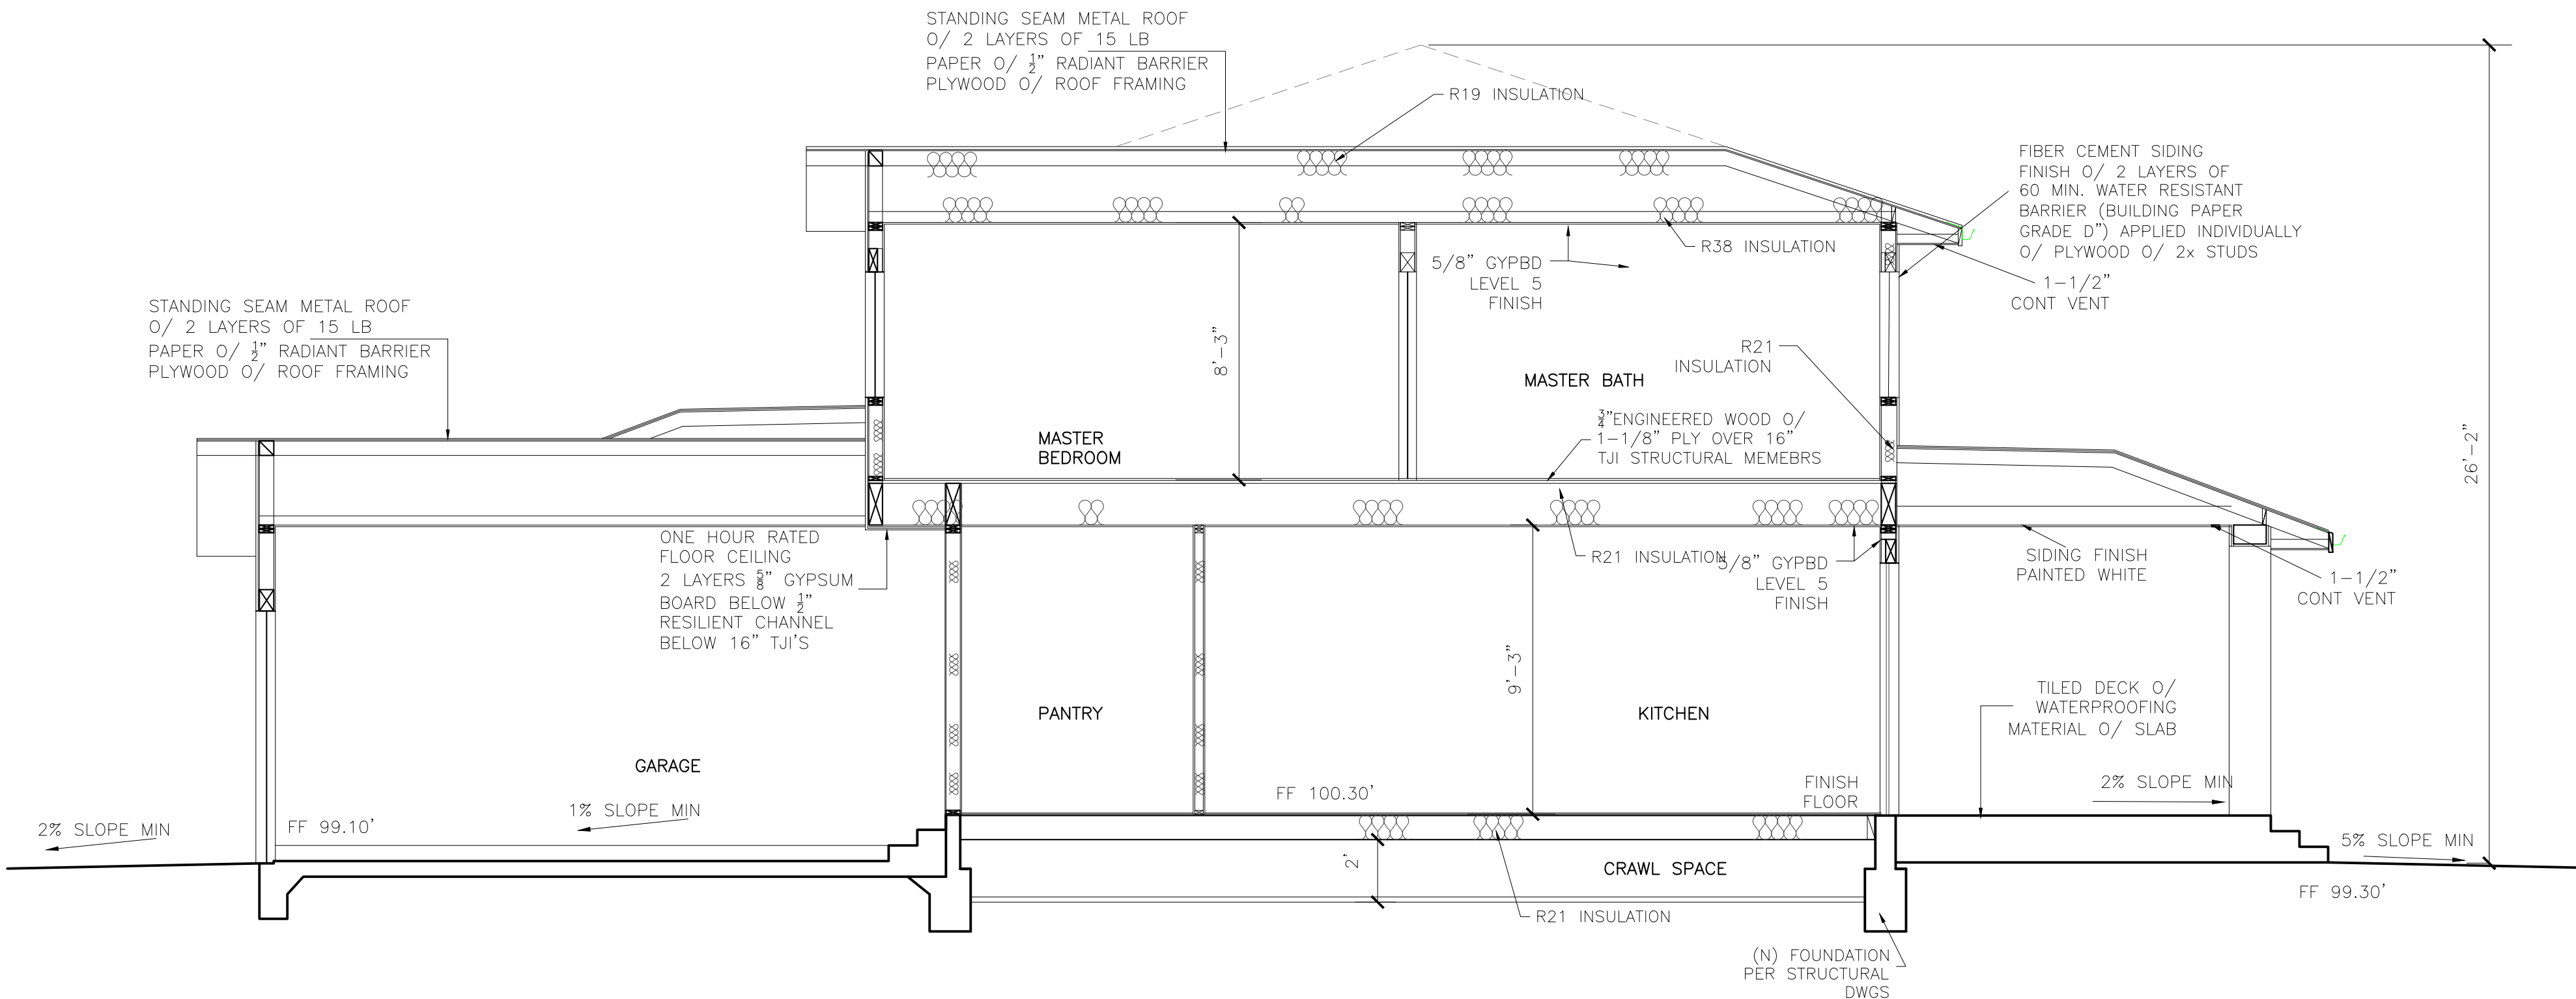 STANDING SEAM METAL ROOF
O/ 2 LAYERS OF 15 LB
PAPER O/ 1/2" RADIANT BARRIER
PLYWOOD O/ ROOF FRAMING
R19 INSULATION
FIBER CEMENT SIDING
FINISH O/ 2 LAYERS OF
60 MIN. WATER RESISTANT
BARRIER (BUILDING PAPER
GRADE D") APPLIED INDIVIDUALLY
O/ PLYWOOD O/ 2x STUDS
R38 INSULATION
5/8" GYPBD
LEVEL 5
FINISH
1-1/2"
CONT VENT
STANDING SEAM METAL ROOF
O/ 2 LAYERS OF 15 LB
PAPER O/ 1/2" RADIANT BARRIER
PLYWOOD O/ ROOF FRAMING
8'-3"
R21
INSULATION
MASTER BATH
MASTER
BEDROOM
3/4"ENGINEERED WOOD O/
1-1/8" PLY OVER 16"
TJI STRUCTURAL MEMEBRS
26'-2"
ONE HOUR RATED
FLOOR CEILING
2 LAYERS 5/8" GYPSUM
BOARD BELOW 1/2"
RESILIENT CHANNEL
BELOW 16" TJI'S
R21 INSULATION
5/8" GYPBD
LEVEL 5
FINISH
SIDING FINISH
PAINTED WHITE
1-1/2"
CONT VENT
9'-3"
PANTRY
KITCHEN
TILED DECK O/
WATERPROOFING
MATERIAL O/ SLAB
GARAGE
FF 100.30'
FINISH
FLOOR
2% SLOPE MIN
1% SLOPE MIN
FF 99.10'
2% SLOPE MIN
5% SLOPE MIN
2'
CRAWL SPACE
FF 99.30'
R21 INSULATION
(N) FOUNDATION
PER STRUCTURAL
DWGS